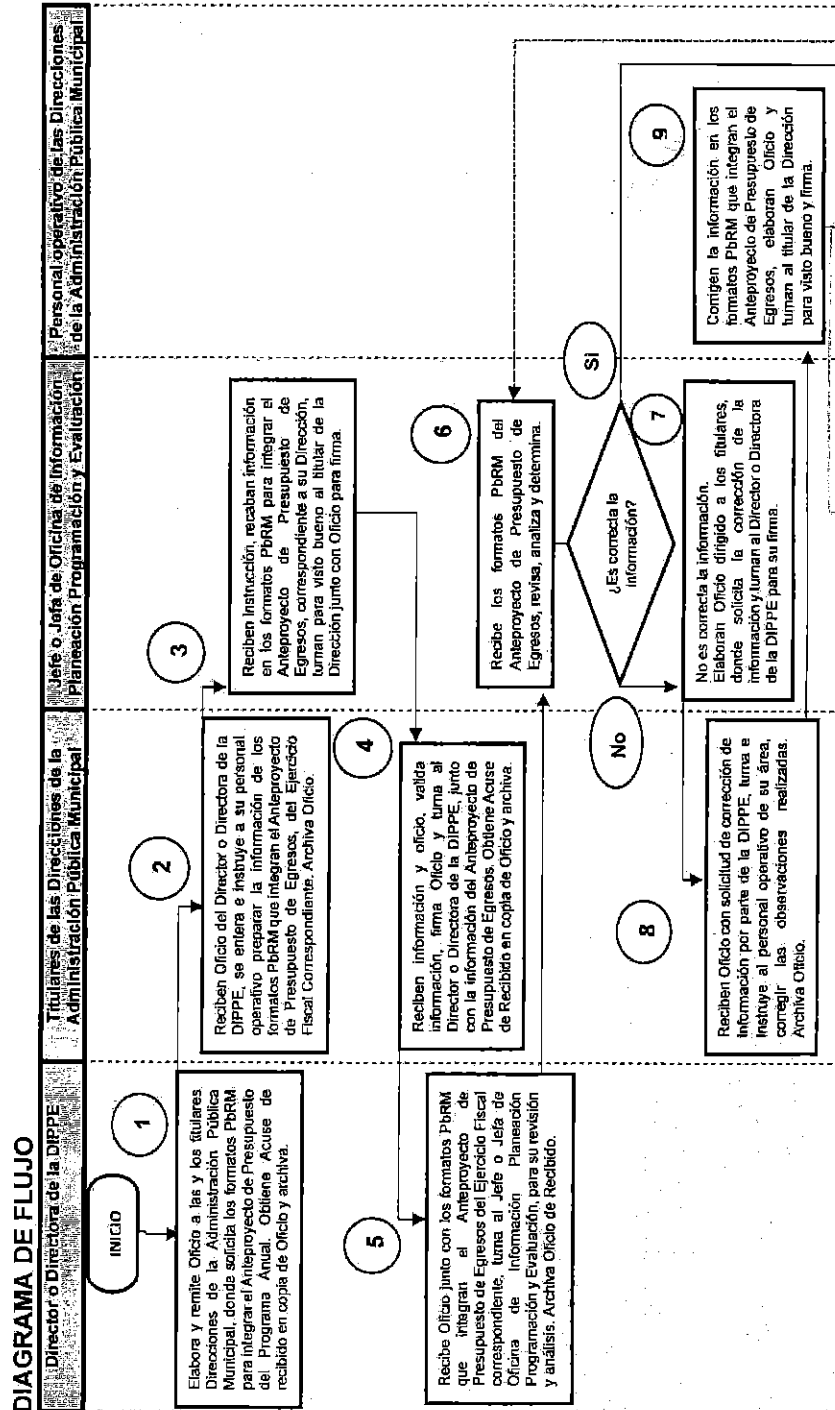 DIAGRAMA DE FLUJO
Director o Directora de la DIPPE
Titulares de las Direcciones de la
Administración Pública Municipal
Jefe o Jefa de Oficina de Información
Planeación Programación y Evaluación
Personal operativo de las Direcciones
de la Administración Pública Municipal
INICIO
1
Elabora y remite Oficio a las y los titulares
Direcciones de la Administración Pública
Municipal, donde solicita los formatos PbRM
para integrar el Anteproyecto de Presupuesto
del Programa Anual. Obtiene Acuse de
recibido en copia de Oficio y archiva.
2
Reciben Oficio del Director o Directora de la
DIPPE, se entera e instruye a su personal
operativo preparar la información de los
formatos PbRM que integran el Anteproyecto
de Presupuesto de Egresos, del Ejercicio
Fiscal Correspondiente. Archiva Oficio.
3
Reciben Instrucción, recaban información
en los formatos PbRM para integrar el
Anteproyecto de Presupuesto de
Egresos, correspondiente a su Dirección,
turnan para visto bueno al titular de la
Dirección junto con Oficio para firma.
4
Reciben información y oficio, valida
información, firma Oficio y turna al
Director o Directora de la DIPPE, junto
con la información del Anteproyecto de
Presupuesto de Egresos. Obtiene Acuse
de Recibido en copia de Oficio y archiva.
5
Recibe Oficio junto con los formatos PbRM
que integran el Anteproyecto de
Presupuesto de Egresos del Ejercicio Fiscal
correspondiente, turna al Jefe o Jefa de
Oficina de Información Planeación
Programación y Evaluación, para su revisión
y análisis. Archiva Oficio de Recibido.
6
Recibe los formatos PbRM del
Anteproyecto de Presupuesto de
Egresos, revisa, analiza y determina.
¿Es correcta la
información?
Si
No
7
No es correcta la información.
Elaboran Oficio dirigido a los titulares,
donde solicita la corrección de la
información y turnan al Director o Directora
de la DIPPE para su firma.
8
Reciben Oficio con solicitud de corrección de
información por parte de la DIPPE, turna e
Instruye al personal operativo de su área,
corregir las observaciones realizadas.
Archiva Oficio.
9
Corrigen la información en los
formatos PbRM que integran el
Anteproyecto de Presupuesto de
Egresos, elaboran Oficio y
turnan al titular de la Dirección
para visto bueno y firma.